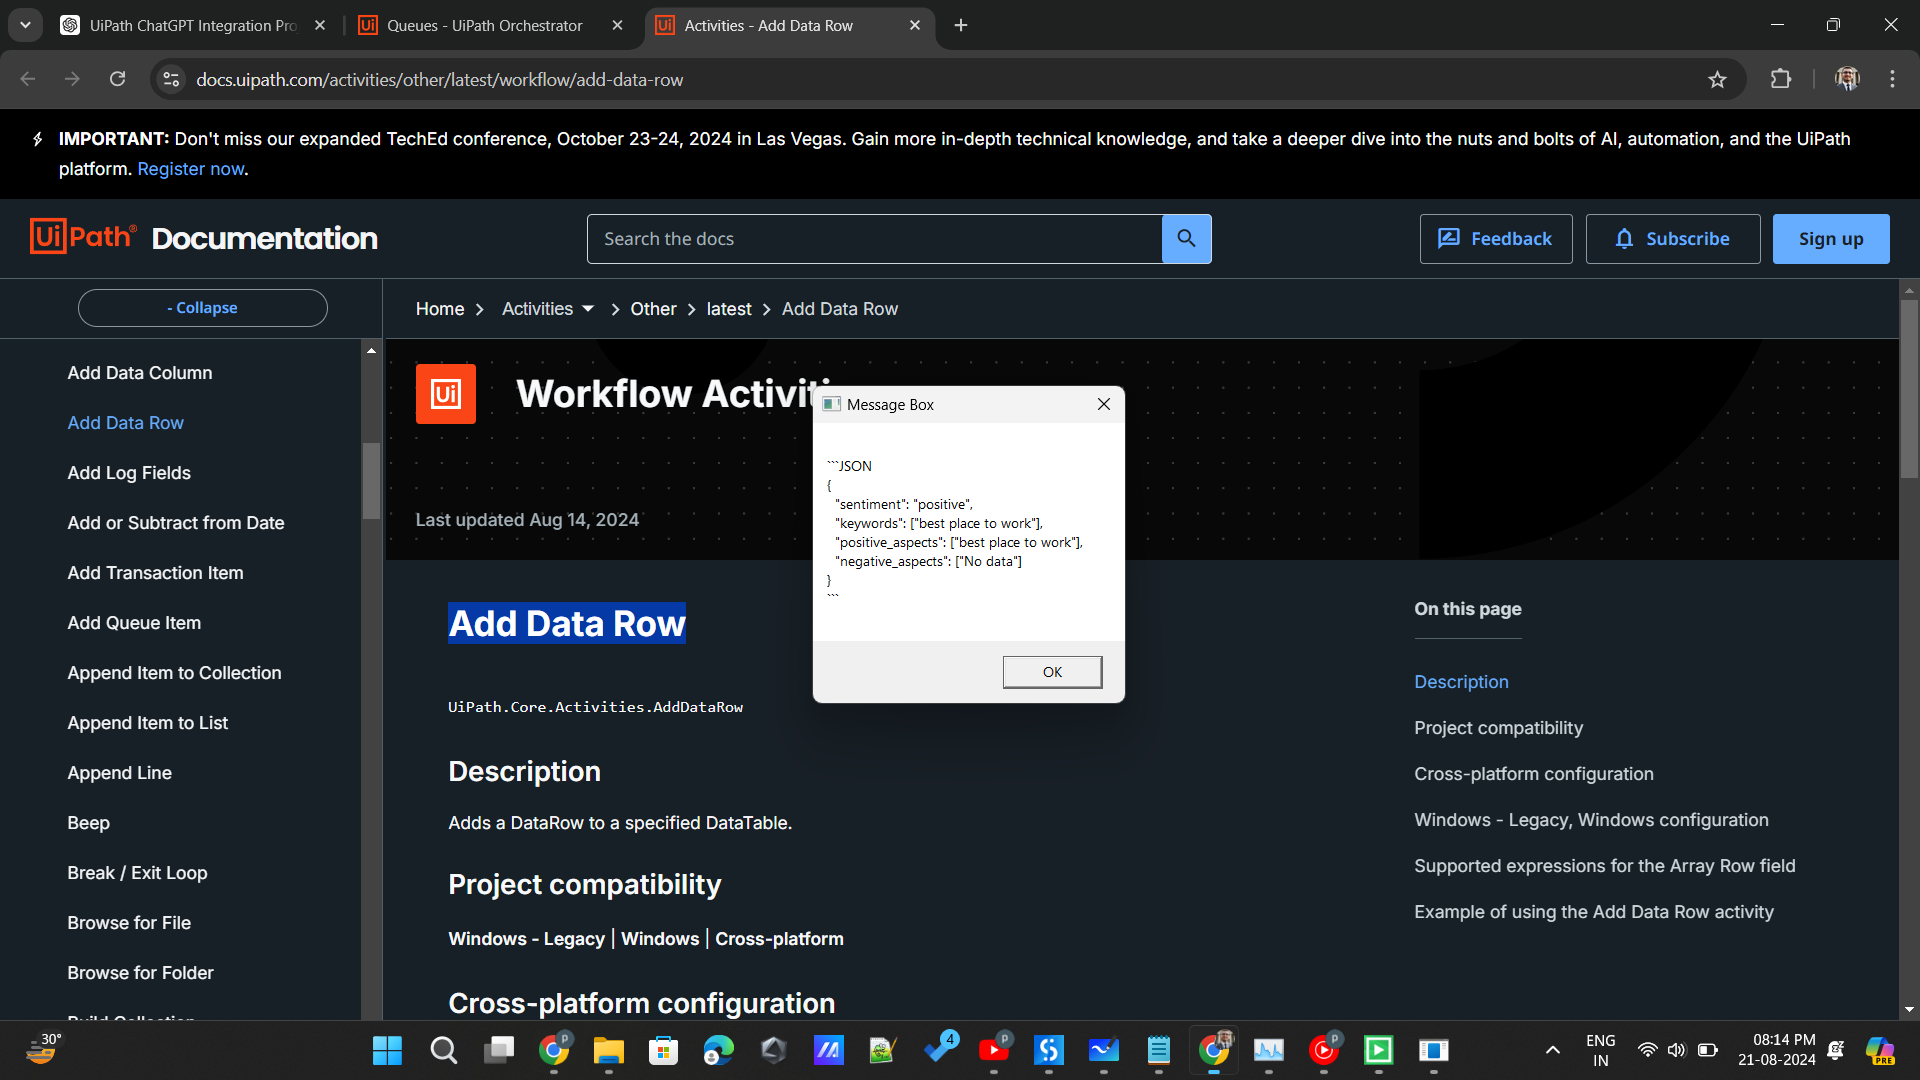 UiPath ChatGPT Integration Pro
Queues - UiPath Orchestrator
Activities - Add Data Row
docs.uipath.com/activities/other/latest/workflow/add-data-row
IMPORTANT: Don't miss our expanded TechEd conference, October 23-24, 2024 in Las Vegas. Gain more in-depth technical knowledge, and take a deeper dive into the nuts and bolts of AI, automation, and the UiPath
platform. Register now.
UiPath® Documentation
Search the docs
Feedback
Subscribe
Sign up
- Collapse
Home > Activities > Other > latest > Add Data Row
Add Data Column
Add Data Row
Add Log Fields
Add or Subtract from Date
Add Transaction Item
Add Queue Item
Append Item to Collection
Append Item to List
Append Line
Beep
Break / Exit Loop
Browse for File
Browse for Folder
Ui
Workflow Activiti
Last updated Aug 14, 2024
Message Box
```JSON
{
"sentiment": "positive",
"keywords": ["best place to work"],
"positive_aspects": ["best place to work"],
"negative_aspects": ["No data"]
}
```
OK
Add Data Row
UiPath.Core.Activities.AddDataRow
Description
Adds a DataRow to a specified DataTable.
Project compatibility
Windows - Legacy | Windows | Cross-platform
Cross-platform configuration
On this page
Description
Project compatibility
Cross-platform configuration
Windows - Legacy, Windows configuration
Supported expressions for the Array Row field
Example of using the Add Data Row activity
30°
P
4
P
P
ENG
IN
08:14 PM
21-08-2024
PRE